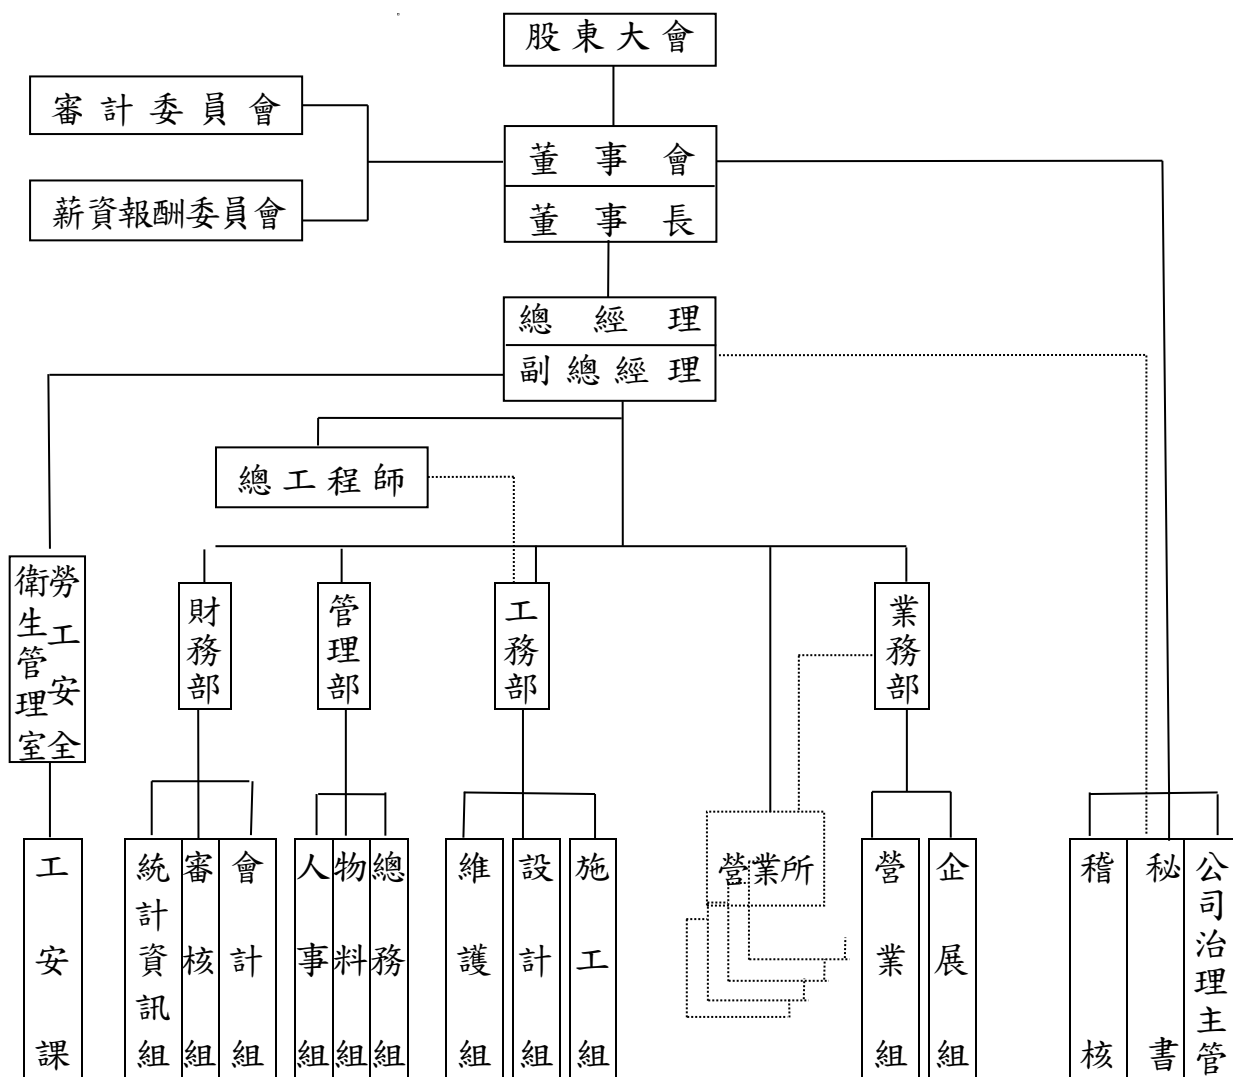 股東大會
審計委員會
薪資報酬委員會
董事會
董事長
總經理
副總經理
總工程師
勞工安全
衛生管理室
財務部
管理部
工務部
業務部
工安課
統計資訊組
審核組
會計組
人事組
物料組
總務組
維護組
設計組
施工組
營業所
營業組
企展組
稽核
秘書
公司治理主管